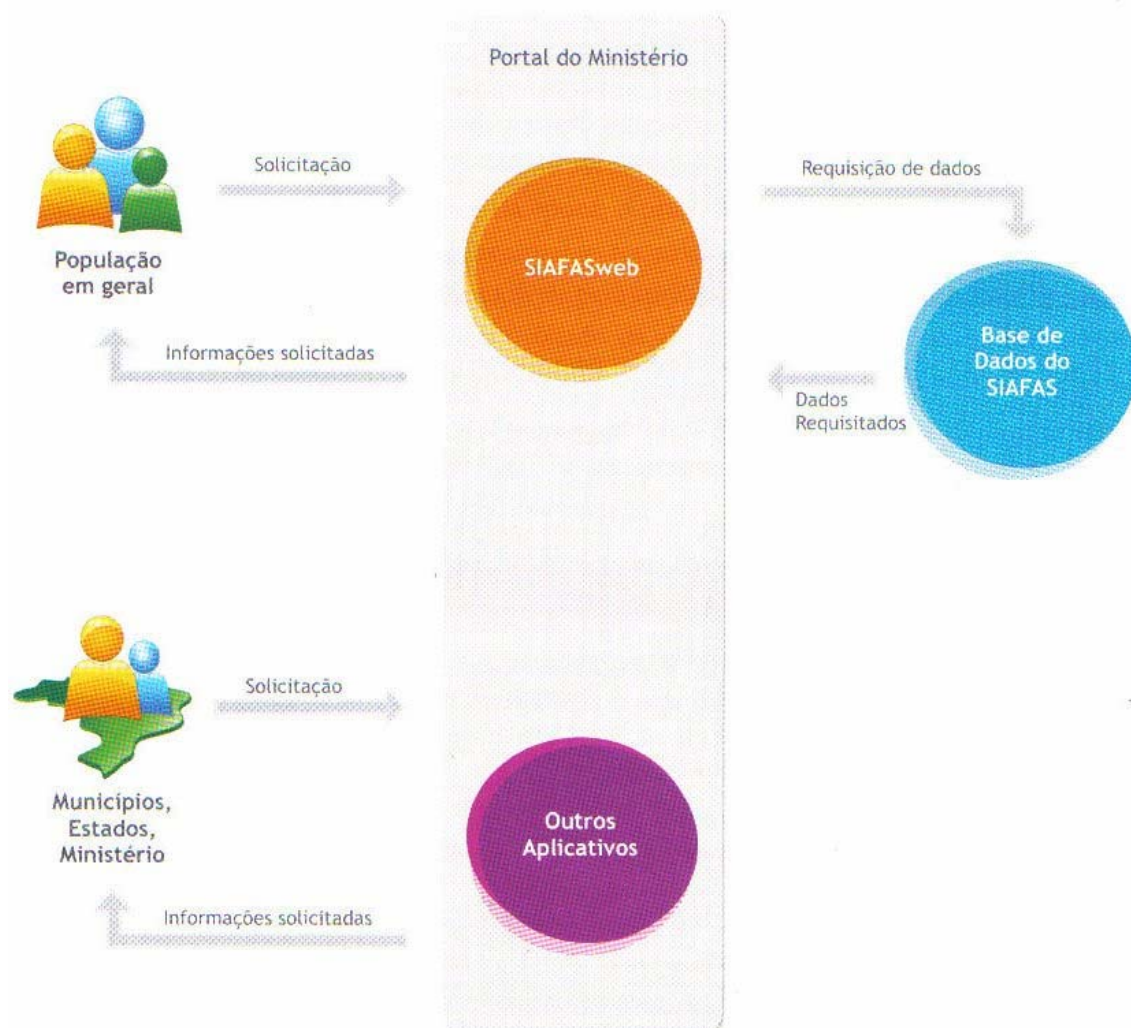 Portal do Ministério
Solicitação
Requisição de dados
População
em geral
SIAFASweb
Informações solicitadas
Base de
Dados do
SIAFAS
Dados
Requisitados
Solicitação
Municípios,
Estados,
Ministério
Outros
Aplicativos
Informações solicitadas